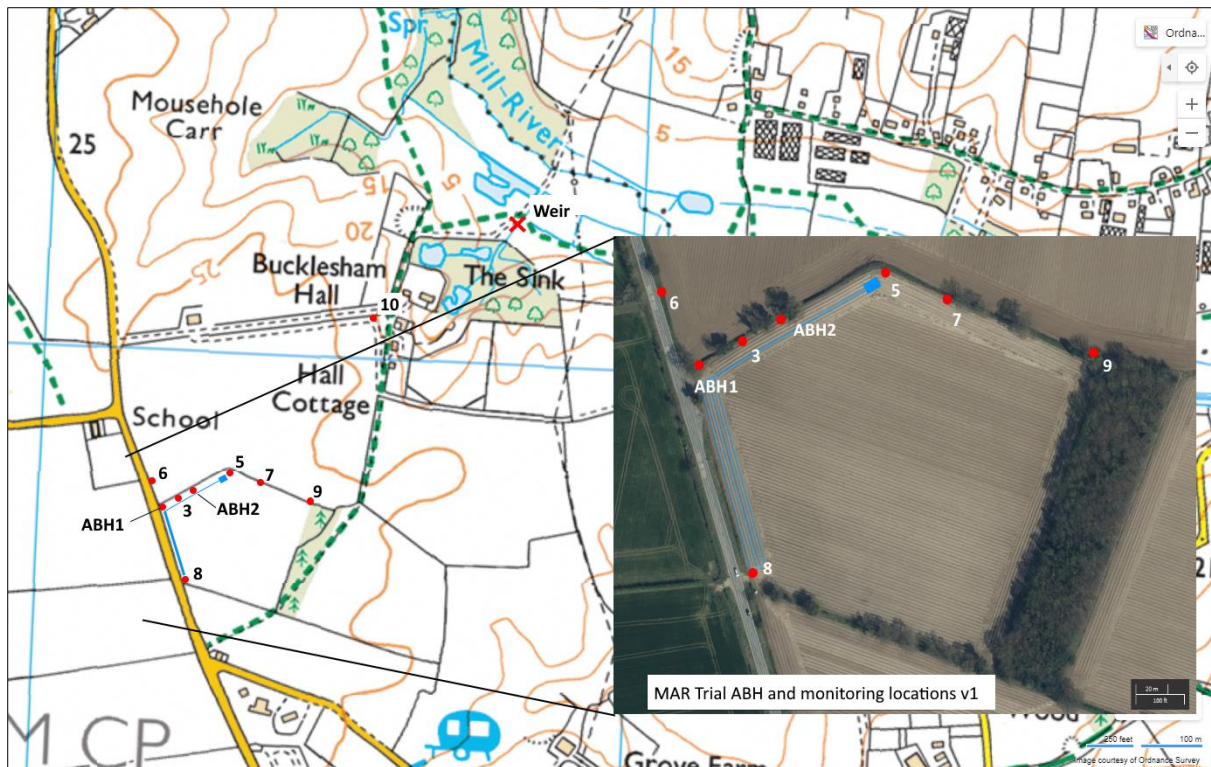 Spr
Mill River
15
Ordna...
Mousehole
Carr
25
5
5
15
20
25
Weir
Bucklesham
Hall
The Sink
10
Hall
Cottage
School
6
5
7
3
9
ABH1
ABH2
8
6
5
7
3
ABH2
9
ABH1
8
MAR Trial ABH and monitoring locations v1
20 m
100 ft
M CP
Grove Farm
Wood
250 feet
100 m
Image courtesy of Ordnance Survey